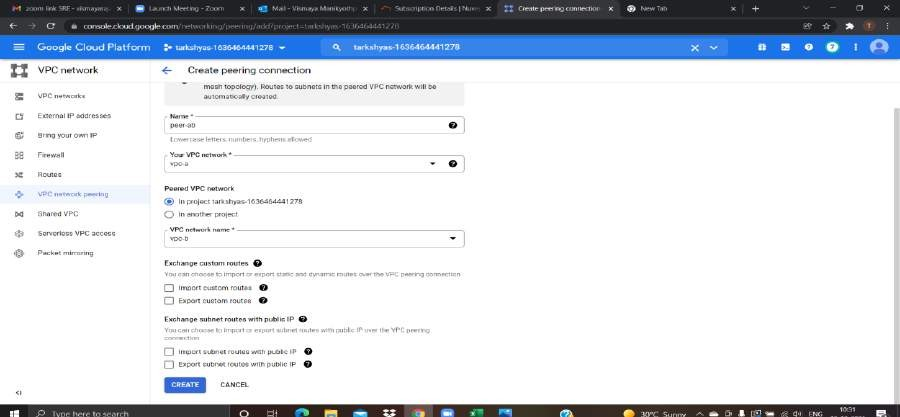 zoom link SRE - vismayaraj
Launch Meeting - Zoom
Mail - Vismaya Manikyothp
Subscription Details | Nuve
Create peering connection
New Tab
console.cloud.google.com/networking/peering/add?project=tarkshyas-1636464441278
Google Cloud Platform
tarkshyas-1636464441278
tarkshyas-1636464441278
VPC network
Create peering connection
VPC networks
External IP addresses
Bring your own IP
Firewall
Routes
VPC network peering
Shared VPC
Serverless VPC access
Packet mirroring
mesh topology). Routes to subnets in the peered VPC network will be
automatically created.
Name *
peer-ab
Lowercase letters, numbers, hyphens allowed
Your VPC network *
vpc-a
Peered VPC network
In project tarkshyas-1636464441278
In another project
VPC network name *
vpc-b
Exchange custom routes
You can choose to import or export static and dynamic routes over the VPC peering connection
Import custom routes
Export custom routes
Exchange subnet routes with public IP
You can choose to import or export subnet routes with public IP over the VPC peering
connection
Import subnet routes with public IP
Export subnet routes with public IP
CREATE
CANCEL
Type here to search
30°C Sunny
ENG
10:31